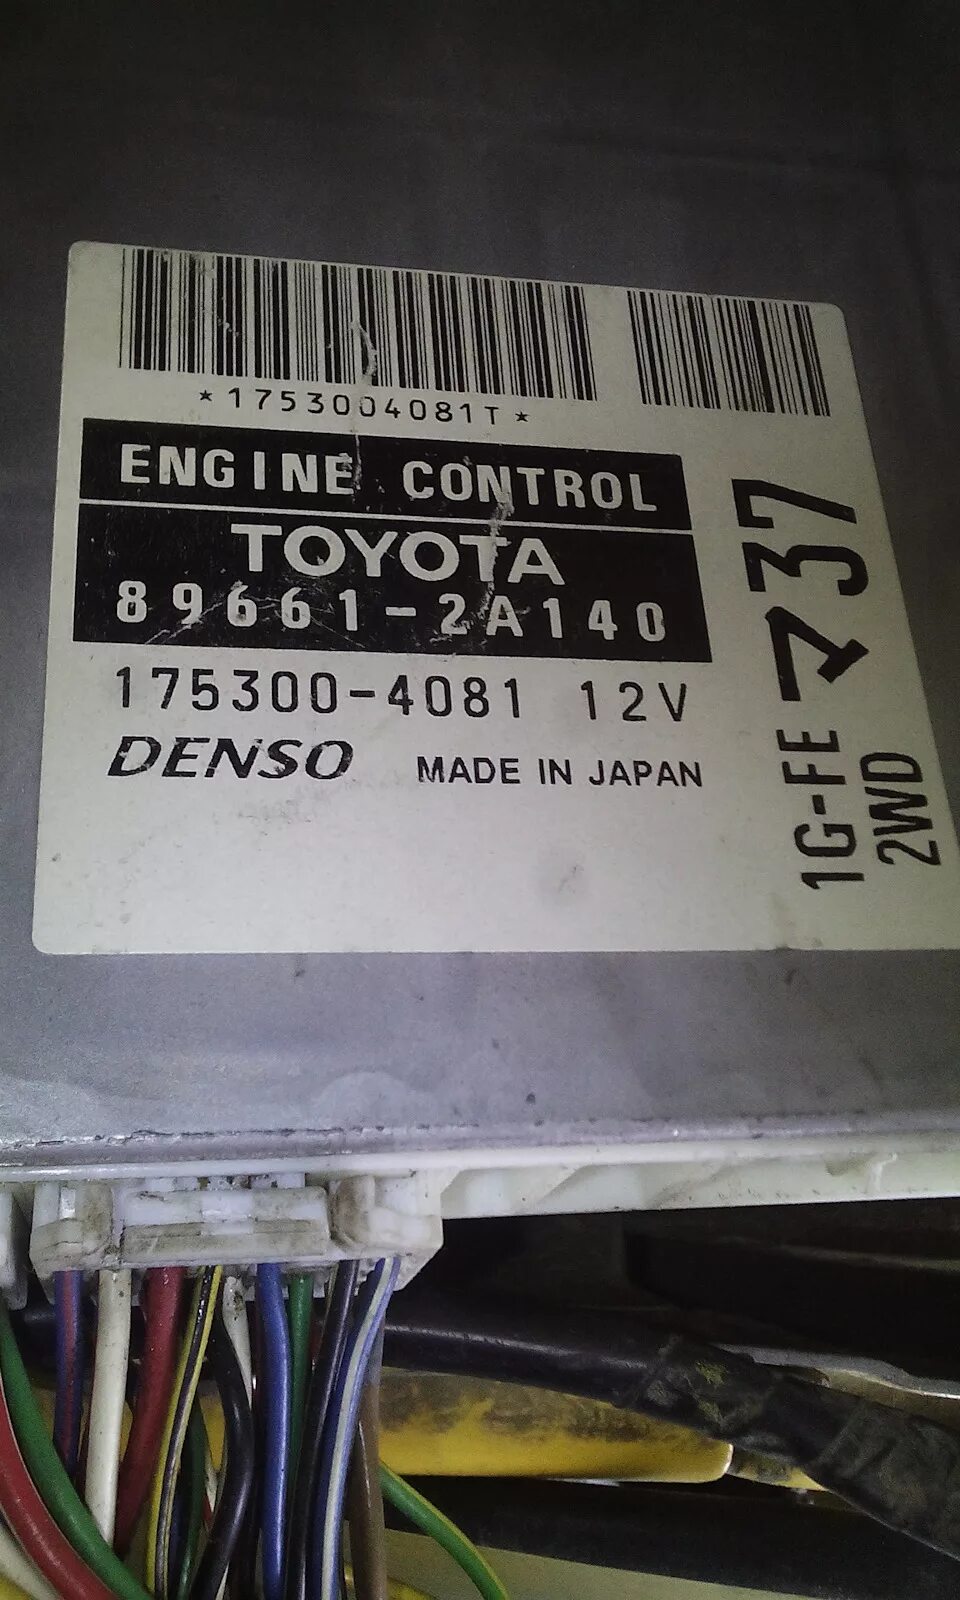 *1753004081T*
ENGINE CONTROL
TOYOTA
89661-2A140
175300-4081 12V
DENSO MADE IN JAPAN
1G-FE マ37
2WD